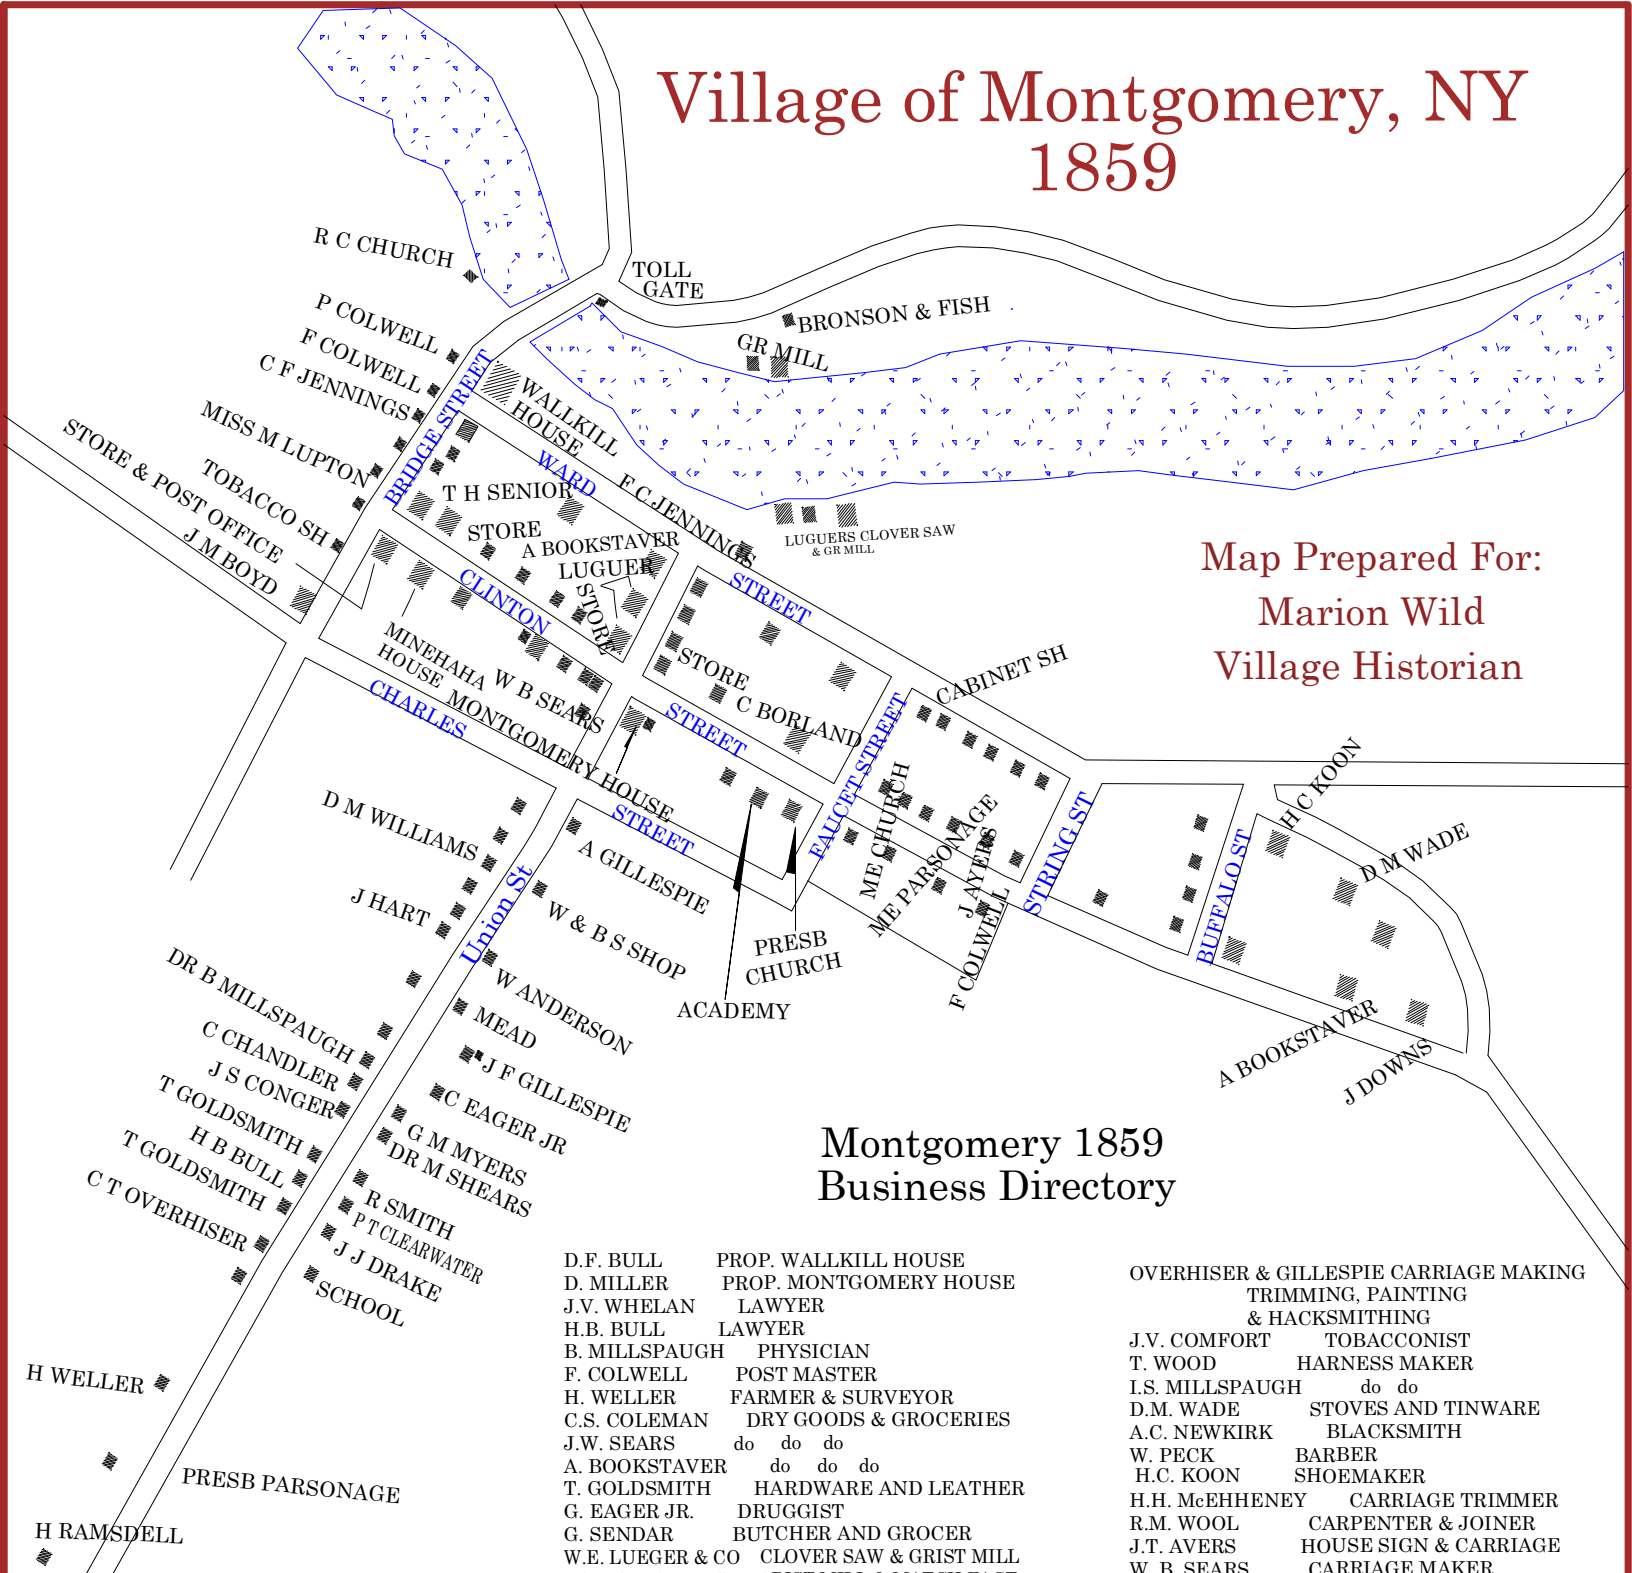 Village of Montgomery, NY
1859
R C CHURCH
TOLL
GATE
P COLWELL
BRONSON & FISH
F COLWELL
GR MILL
C F JENNINGS
BRIDGE STREET
WALLKILL
HOUSE
MISS M LUPTON
STORE & POST OFFICE
TOBACCO SH
J M BOYD
WARD
STREET
T H SENIOR
F C JENNINGS
STORE
A BOOKSTAVER
LUGUER
STORE
LUGUERS CLOVER SAW
& GR MILL
Map Prepared For:
Marion Wild
Village Historian
CLINTON
STREET
MINEHAHA
HOUSE
W B SEARS
STORE
C BORLAND
CABINET SH
CHARLES
STREET
MONTGOMERY HOUSE
FAUCET STREET
H C KOON
D M WILLIAMS
A GILLESPIE
ME CHURCH
ME PARSONAGE
J AYERS
STRING ST
BUFFALO ST
D M WADE
J HART
Union St
W & B S SHOP
PRESB
CHURCH
F COLWELL
ACADEMY
DR B MILLSPAUGH
W ANDERSON
C CHANDLER
MEAD
A BOOKSTAVER
J DOWNS
J S CONGER
J F GILLESPIE
T GOLDSMITH
C EAGER JR
H B BULL
G M MYERS
T GOLDSMITH
DR M SHEARS
C T OVERHISER
R SMITH
P T CLEARWATER
J J DRAKE
SCHOOL
H WELLER
PRESB PARSONAGE
H RAMSDELL
Montgomery 1859
Business Directory
D.F. BULL PROP. WALLKILL HOUSE
D. MILLER PROP. MONTGOMERY HOUSE
J.V. WHELAN LAWYER
H.B. BULL LAWYER
B. MILLSPAUGH PHYSICIAN
F. COLWELL POST MASTER
H. WELLER FARMER & SURVEYOR
C.S. COLEMAN DRY GOODS & GROCERIES
J.W. SEARS do do do
A. BOOKSTAVER do do do
T. GOLDSMITH HARDWARE AND LEATHER
G. EAGER JR. DRUGGIST
G. SENDAR BUTCHER AND GROCER
W.E. LUEGER & CO CLOVER SAW & GRIST MILL
OVERHISER & GILLESPIE CARRIAGE MAKING
TRIMMING, PAINTING
& HACKSMITHING
J.V. COMFORT TOBACCONIST
T. WOOD HARNESS MAKER
I.S. MILLSPAUGH do do
D.M. WADE STOVES AND TINWARE
A.C. NEWKIRK BLACKSMITH
W. PECK BARBER
H.C. KOON SHOEMAKER
H.H. McEHHENEY CARRIAGE TRIMMER
R.M. WOOL CARPENTER & JOINER
J.T. AVERS HOUSE SIGN & CARRIAGE
W. B. SEARS CARRIAGE MAKER